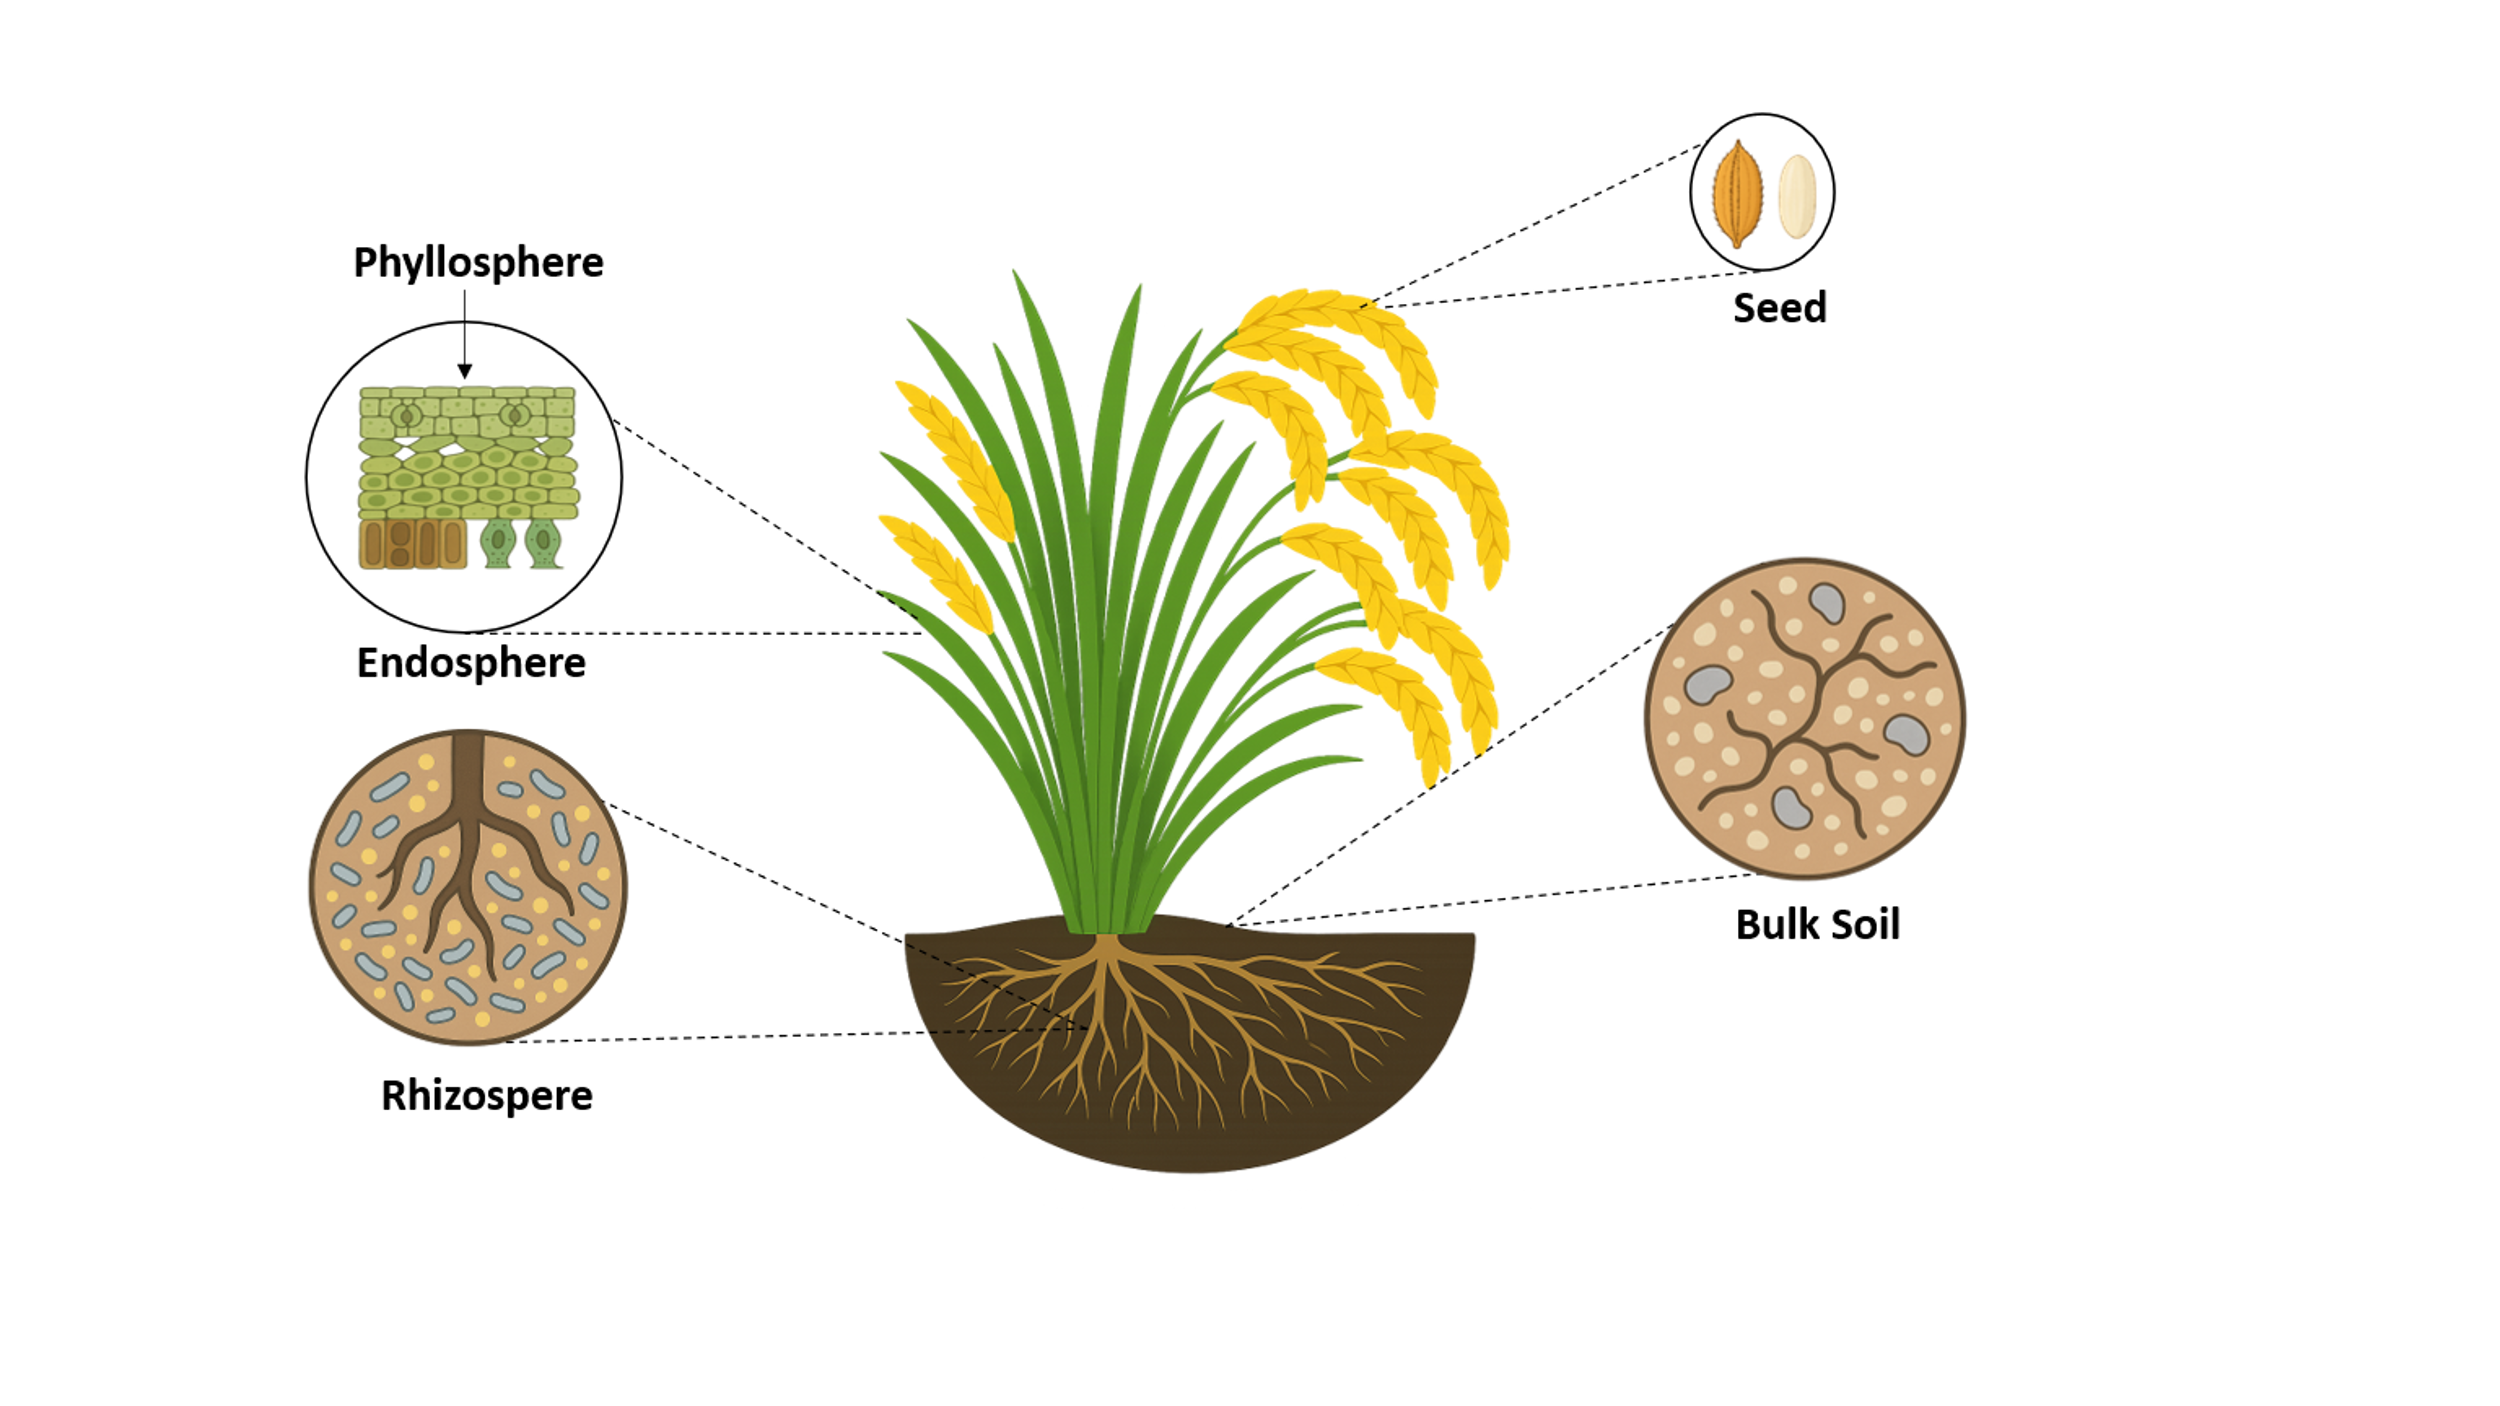 Phyllosphere
Seed
Endosphere
Bulk Soil
Rhizospere